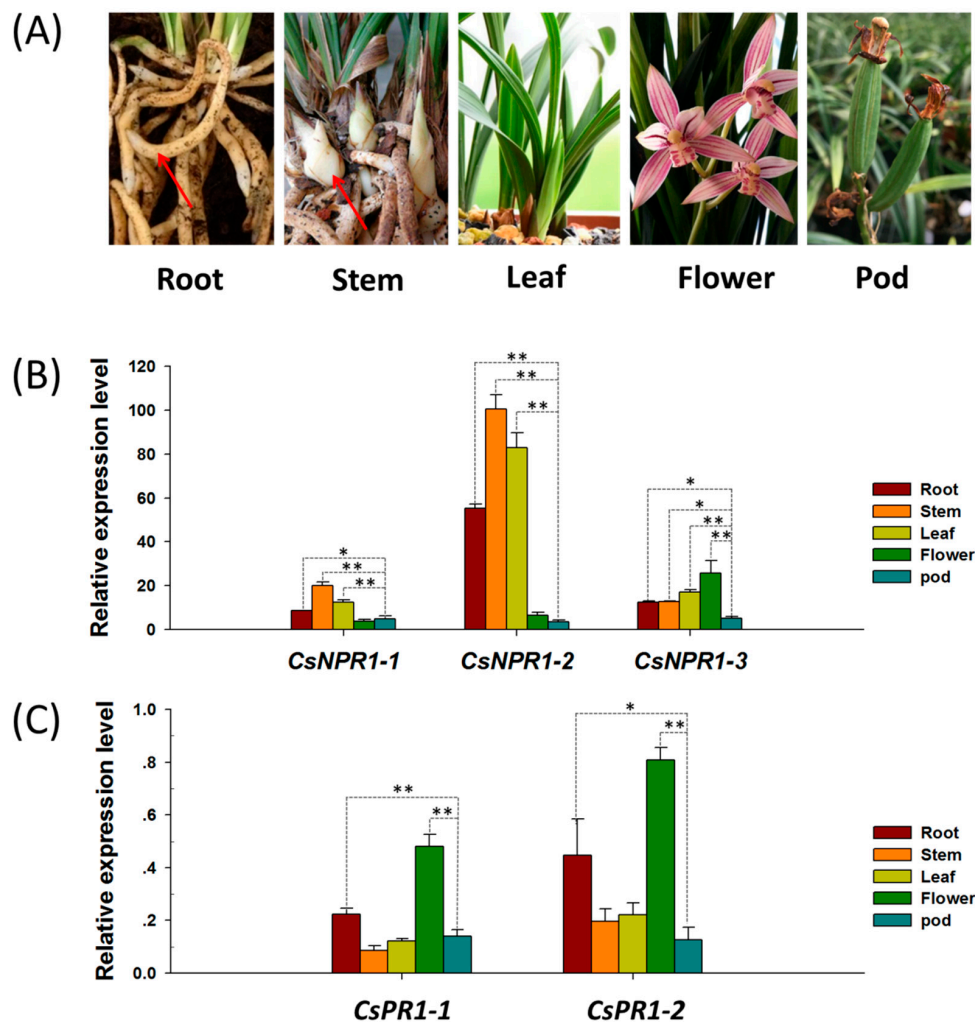 (A)
Root Stem Leaf Flower Pod
(B)
Relative expression level
120
100
80
60
40
20
0
** 
**
**
*
**
**
*
*
**
**
Root
Stem
Leaf
Flower
pod
CsNPR1-1 CsNPR1-2 CsNPR1-3
(C)
Relative expression level
1.0
.8
.6
.4
.2
0.0
*
**
**
**
Root
Stem
Leaf
Flower
pod
CsPR1-1 CsPR1-2